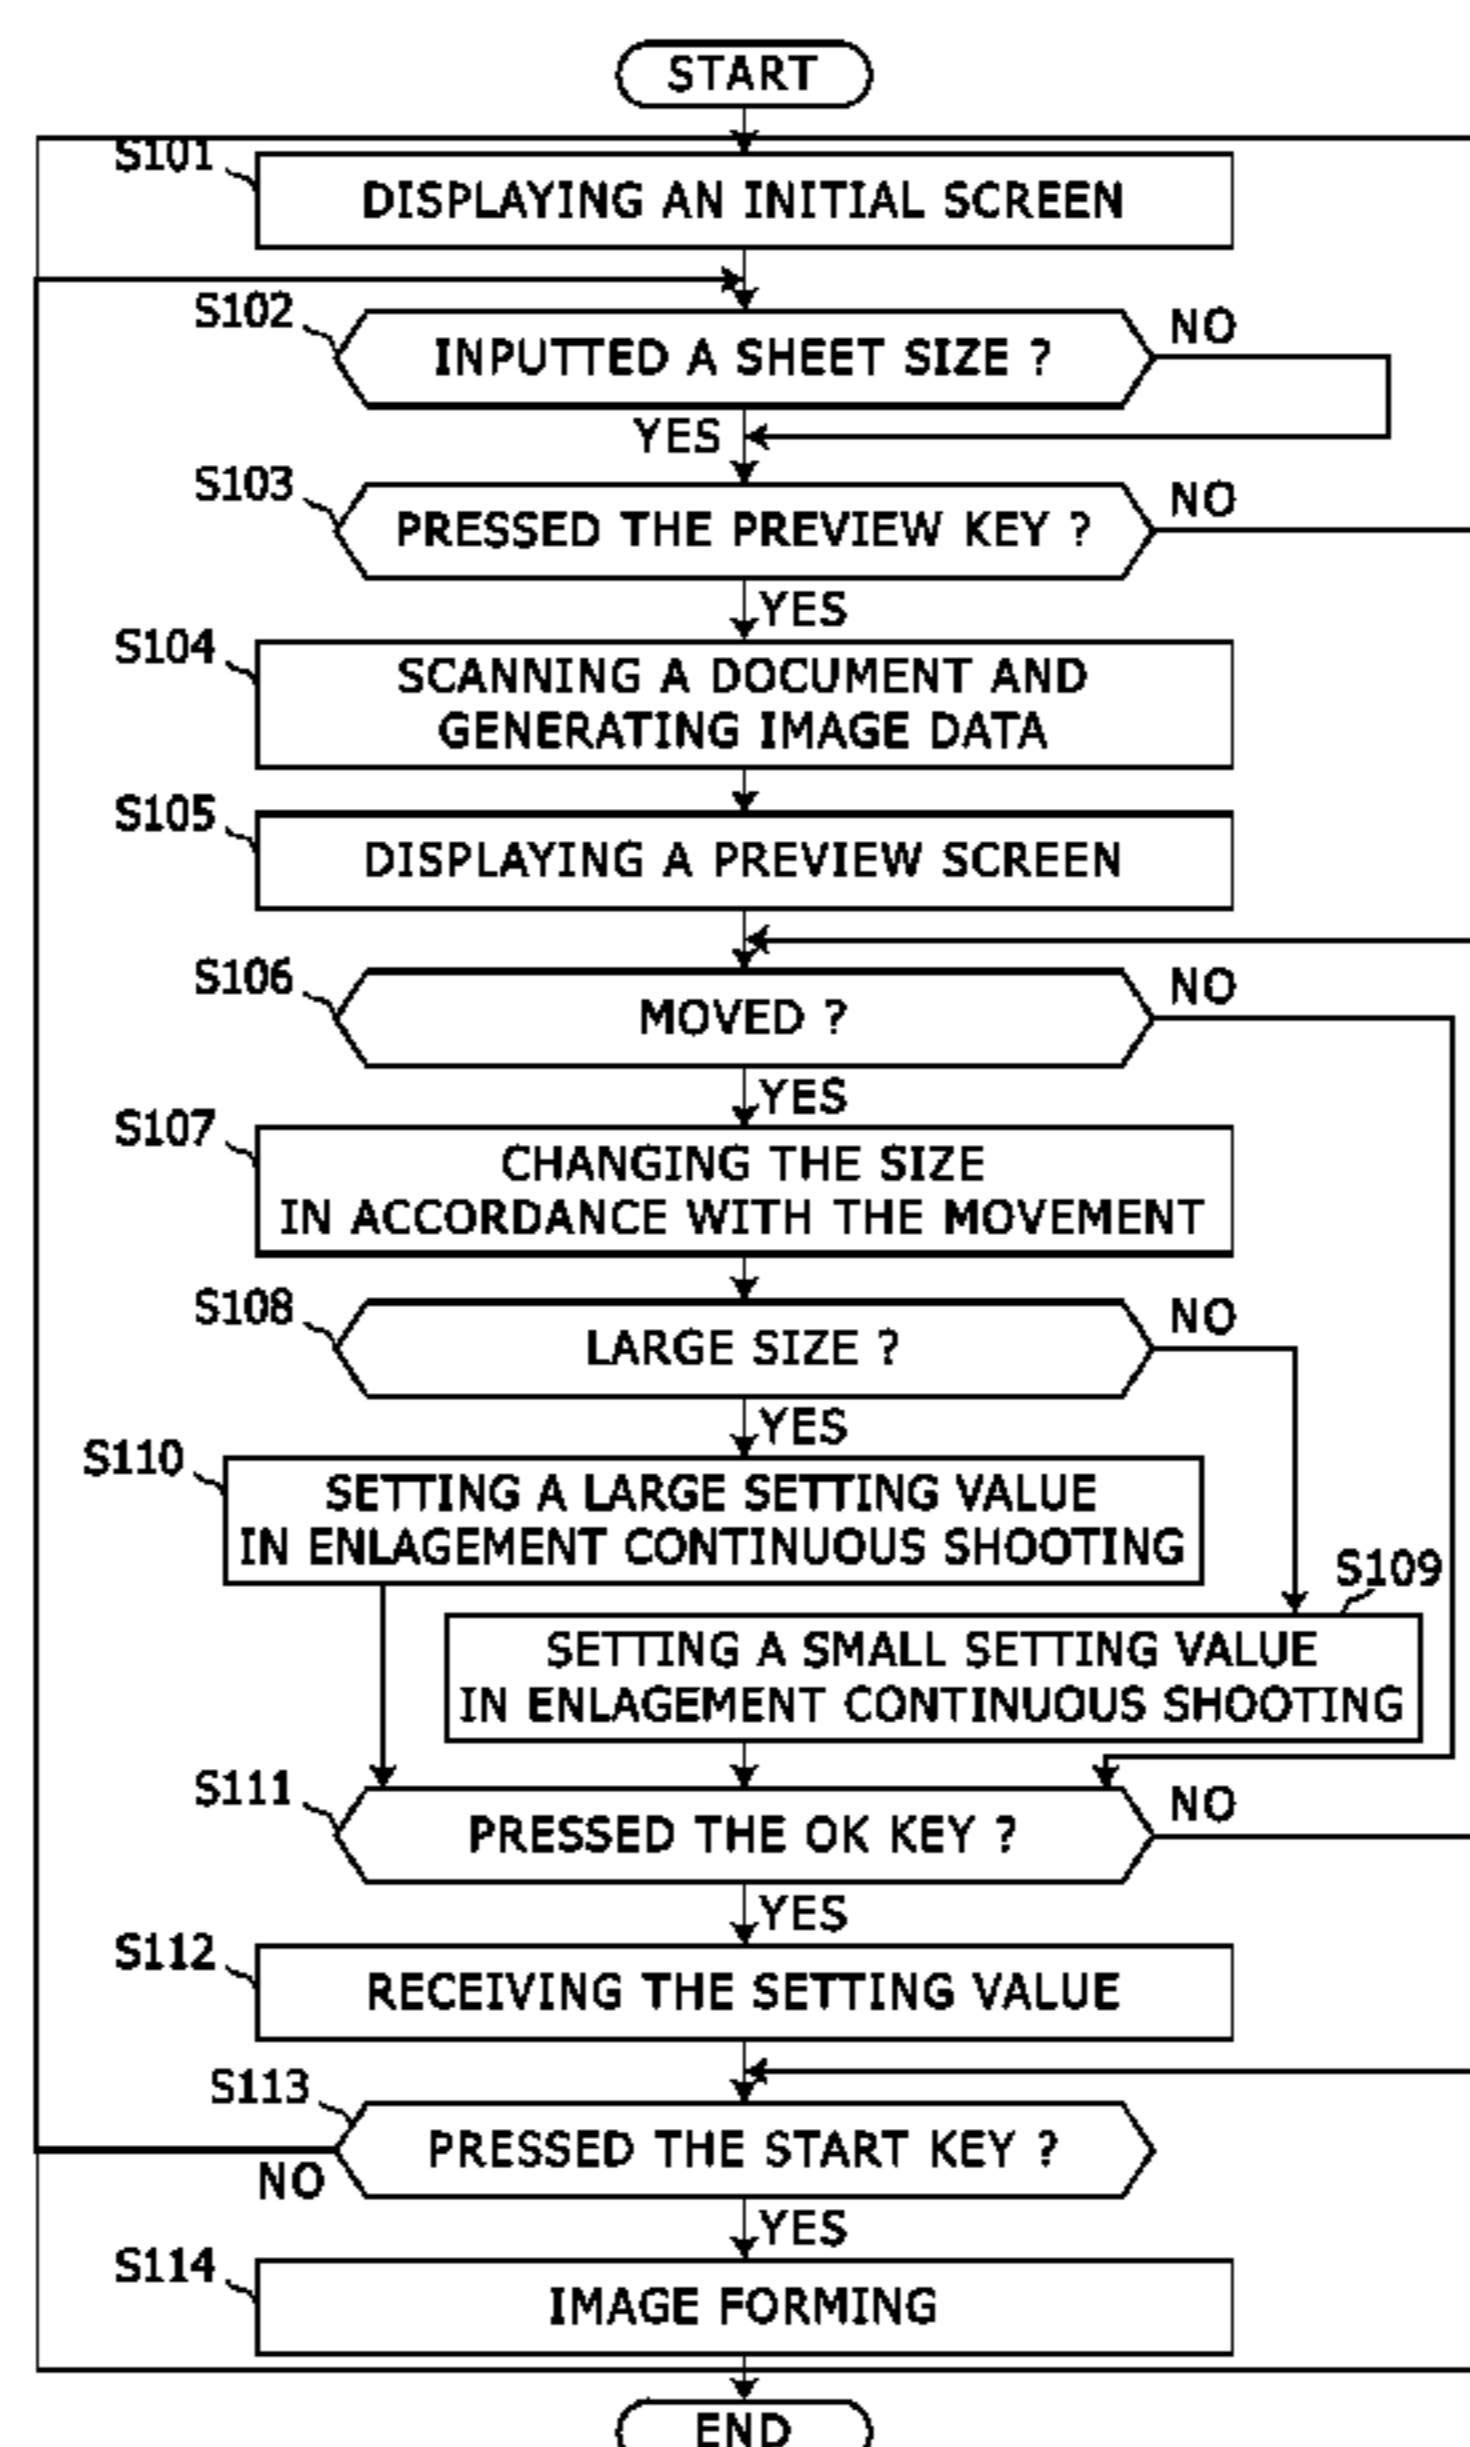 START
S101
DISPLAYING AN INITIAL SCREEN
S102
INPUTTED A SHEET SIZE ?
NO
YES
S103
PRESSED THE PREVIEW KEY ?
NO
YES
S104
SCANNING A DOCUMENT AND
GENERATING IMAGE DATA
S105
DISPLAYING A PREVIEW SCREEN
S106
MOVED ?
NO
YES
S107
CHANGING THE SIZE
IN ACCORDANCE WITH THE MOVEMENT
S108
LARGE SIZE ?
NO
YES
S110
SETTING A LARGE SETTING VALUE
IN ENLAGEMENT CONTINUOUS SHOOTING
S109
SETTING A SMALL SETTING VALUE
IN ENLAGEMENT CONTINUOUS SHOOTING
S111
PRESSED THE OK KEY ?
NO
YES
S112
RECEIVING THE SETTING VALUE
S113
PRESSED THE START KEY ?
NO
YES
S114
IMAGE FORMING
END